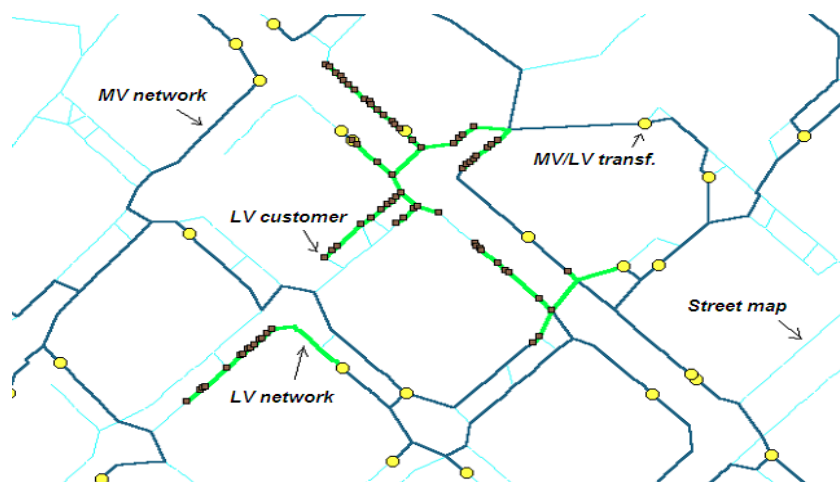 MV network
MV/LV transf.
LV customer
Street map
LV network